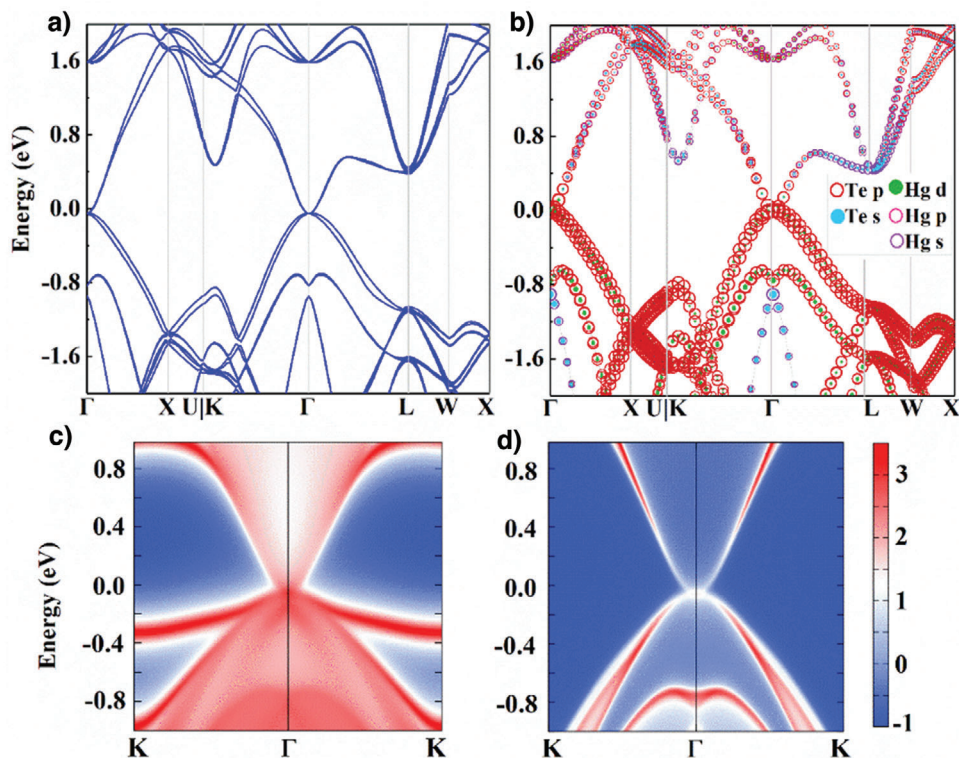 a)
Energy (eV)
1.6
0.8
0.0
-0.8
-1.6
Γ X U|K Γ L W X
b)
1.6
0.8
0.0
-0.8
-1.6
Te p Hg d
Te s Hg p
Hg s
Γ X U|K Γ L W X
c)
Energy (eV)
0.8
0.4
0.0
-0.4
-0.8
K Γ K
d)
0.8
0.4
0.0
-0.4
-0.8
K Γ K
3
2
1
0
-1